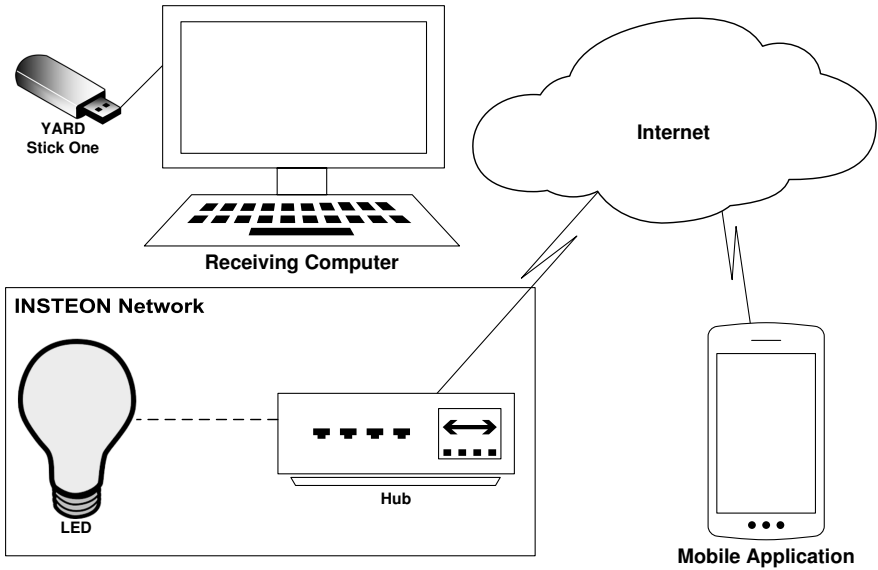 YARD
Stick One
Internet
Receiving Computer
INSTEON Network
LED
Hub
Mobile Application